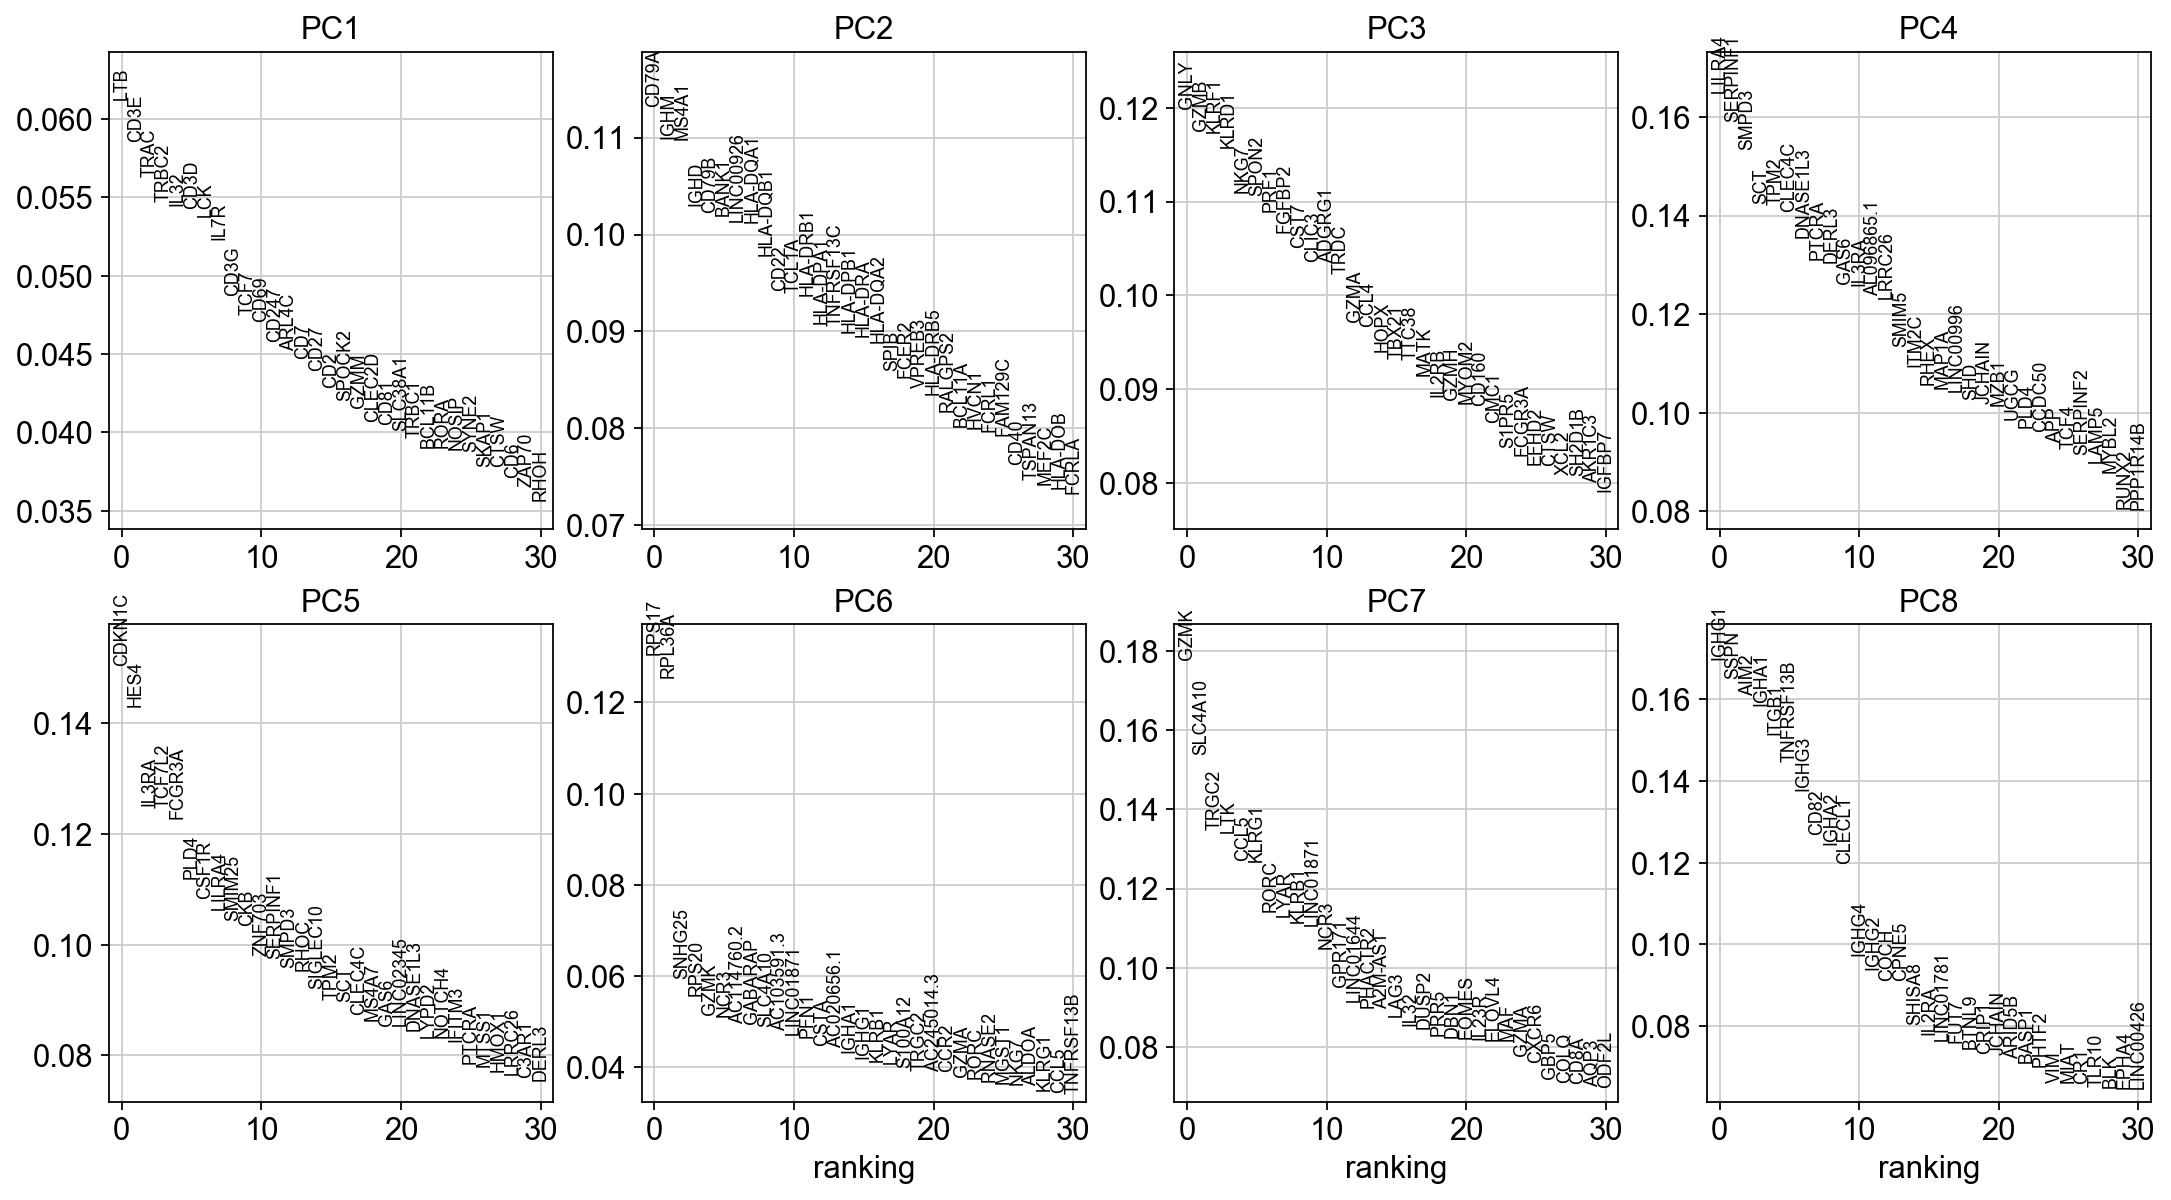 PC1
0.060
0.055
0.050
0.045
0.040
0.035
LTB
CD3E
TRAC
TRBC2
IL32
CD3D
LCK
IL7R
CD3G
TCF7
CD69
CD247
ARL4C
CD7
CD27
CD2
SPOCK2
GZMM
CLEC2D
CD81
SLC38A1
TRBC1
BCL11B
RORA
NOSIP
SYNE2
SKAP1
CTSW
CD6
ZAP70
RHOH
0 10 20 30
PC2
0.11
0.10
0.09
0.08
0.07
CD79A
IGHM
MS4A1
IGHD
CD79B
BANK1
LINC00926
HLA-DQA1
HLA-DQB1
CD22
TCL1A
HLA-DRB1
HLA-DPA1
TNFRSF13C
HLA-DPB1
HLA-DRA
HLA-DQA2
SPIB
FCER2
VPREB3
HLA-DRB5
RALGPS2
BCL11A
HVCN1
FCRL1
FAM129C
CD40
TSPAN13
MEF2C
HLA-DOB
FCRLA
0 10 20 30
PC3
0.12
0.11
0.10
0.09
0.08
GNLY
GZMB
KLRF1
KLRD1
NKG7
SPON2
PRF1
FGFBP2
CST7
CLIC3
ADGRG1
TRDC
GZMA
CCL4
HOPX
TBX21
TTC38
MATK
IL2RB
GZMH
MYOM2
CD160
CMC1
S1PR5
FCGR3A
EFHD2
CTSW
XCL2
SH2D1B
AKR1C3
IGFBP7
0 10 20 30
PC4
0.16
0.14
0.12
0.10
0.08
LILRA4
SERPINF1
SMPD3
SCT
TPM2
CLEC4C
DNASE1L3
PTCRA
DERL3
GAS6
IL3RA
AL096865.1
LRRC26
SMIM5
ITM2C
RHEX
MAP1A
LINC00996
SHD
JCHAIN
MZB1
UGCG
PLD4
CCDC50
APP
TCF4
SERPINF2
LAMP5
MYBL2
RUNX2
PPP1R14B
0 10 20 30
PC5
0.14
0.12
0.10
0.08
CDKN1C
HES4
IL3RA
TCF7L2
FCGR3A
PLD4
CSF1R
LILRA4
SMIM25
CKB
ZNF703
SERPINF1
SMPD3
RHOC
SIGLEC10
TPM2
SCT
CLEC4C
MS4A7
GAS6
LINC02345
DNASE1L3
LYPD2
NOTCH4
IFITM3
PTCRA
MTSS1
HMOX1
LRRC26
C3AR1
DERL3
0 10 20 30
PC6
0.12
0.10
0.08
0.06
0.04
RPS17
RPL36A
SNHG25
RPS20
GZMK
NCR3
AC114760.2
GABARAP
SLC4A10
AC103591.3
LINC01871
PFN1
CSTA
AC020656.1
IGHA1
IGHG1
KLRB1
LYAR
S100A12
TRGC2
AC245014.3
CCR2
GZMA
RORC
RNASE2
MGST1
NKG7
ALDOA
KLRG1
CCL5
TNFRSF13B
0 10 20 30
ranking
PC7
0.18
0.16
0.14
0.12
0.10
0.08
GZMK
SLC4A10
TRGC2
LTK
CCL5
KLRG1
RORC
LYAR
KLRB1
LINC01871
NCR3
GPR171
LINC01644
PHACTR2
A2M-AS1
LAG3
IL32
DUSP2
PRR5
DBN1
EOMES
IL23R
ELOVL4
MAF
GZMA
CXCR6
GBP5
COLQ
CD8A
AQP3
ODF2L
0 10 20 30
ranking
PC8
0.16
0.14
0.12
0.10
0.08
IGHG1
SSPN
AIM2
IGHA1
ITGB1
TNFRSF13B
IGHG3
CD82
IGHA2
CLECL1
IGHG4
IGHG2
COCH
CPNE5
SHISA8
IL2RA
LINC01781
FUT7
BTNL9
CRIP1
JCHAIN
ARID5B
BASP1
PHTF2
VIM
MIAT
CR1
TLR10
BLK
EPHA4
LINC00426
0 10 20 30
ranking